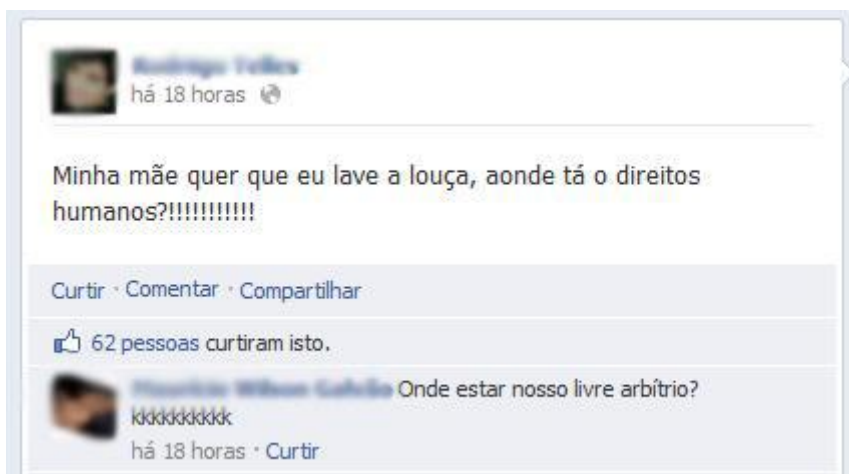 há 18 horas
Minha mãe quer que eu lave a louça, aonde tá o direitos
humanos?!!!!!!!!!!!
Curtir · Comentar · Compartilhar
62 pessoas curtiram isto.
Onde estar nosso livre arbítrio?
kkkkkkkkkk
há 18 horas · Curtir